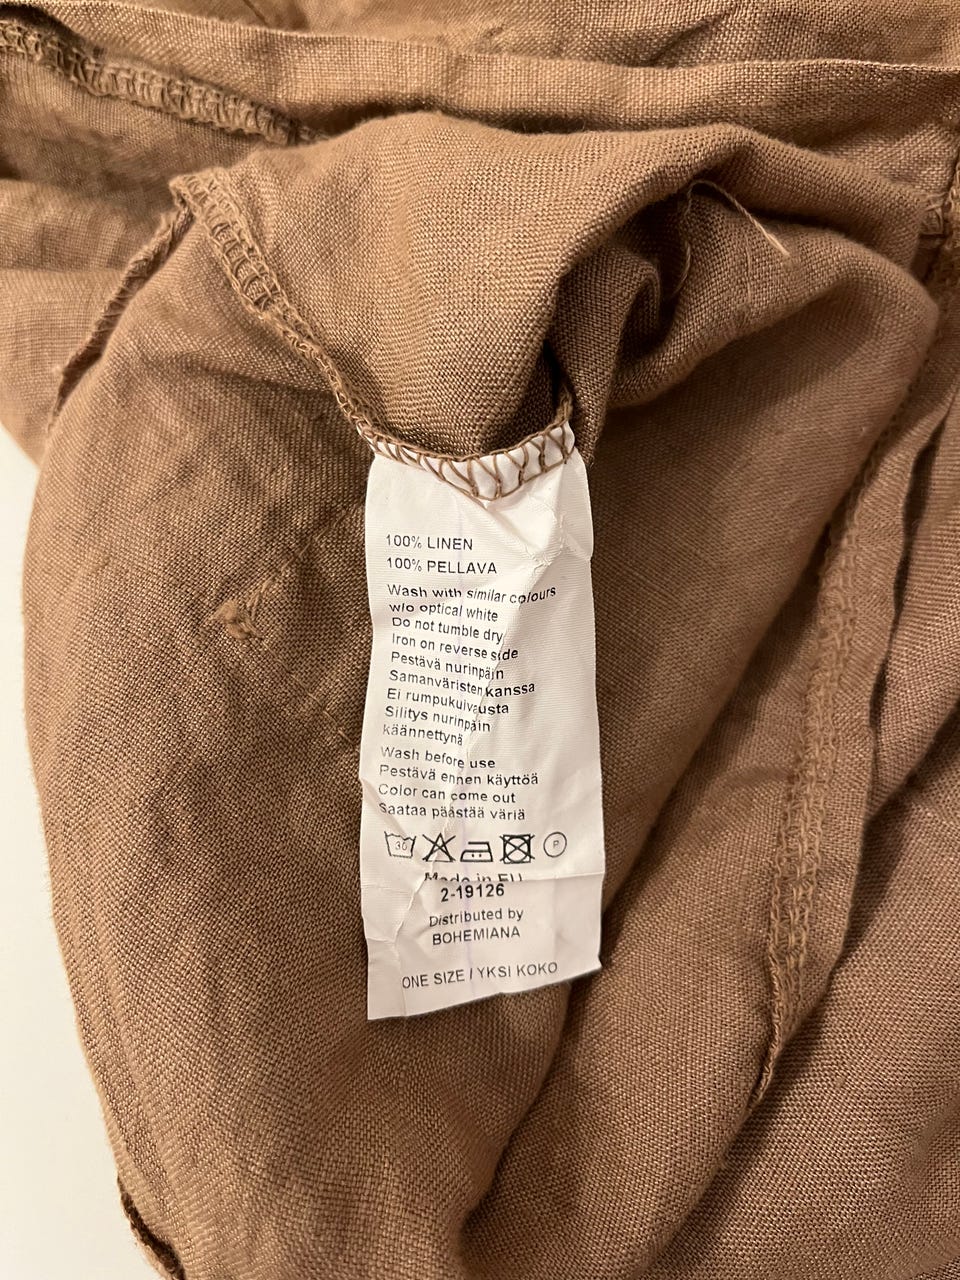 100% LINEN
100% PELLAVA
Wash with similar colours
w/o optical white
Do not tumble dry
Iron on reverse side
Pestävä nurinpäin
Samanväristen kanssa
Ei rumpukuivausta
Silitys nurinpäin
käännettynä
Wash before use
Pestävä ennen käyttöä
Color can come out
Saataa päästää väriä
30 P
Made in EU
2-19126
Distributed by
BOHEMIANA
ONE SIZE / YKSI KOKO